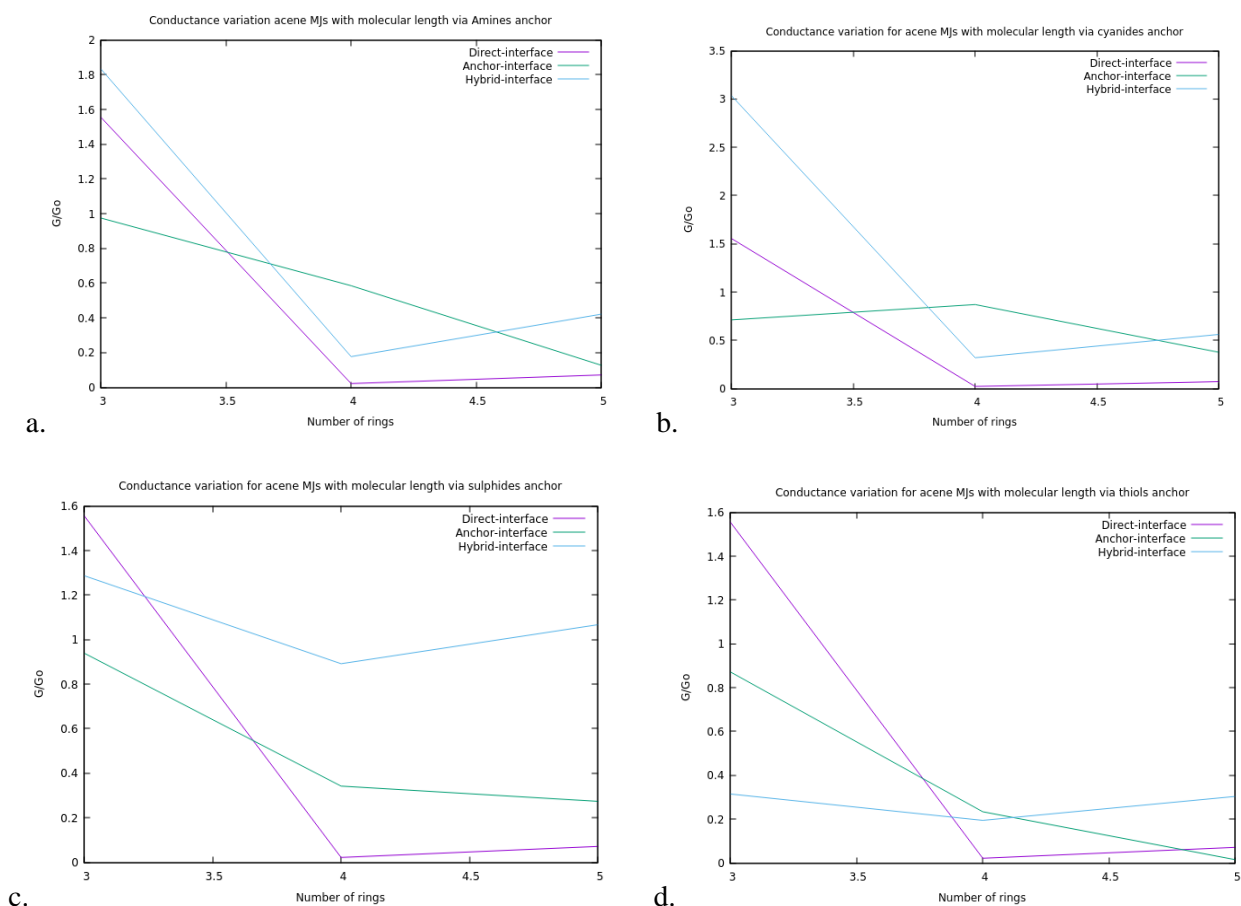 Conductance variation acene MJs with molecular length via Amines anchor
Direct-interface
Anchor-interface
Hybrid-interface
2
1.8
1.6
1.4
1.2
1
0.8
0.6
0.4
0.2
0
G/Go
3
3.5
4
4.5
5
Number of rings
a.
Conductance variation for acene MJs with molecular length via cyanides anchor
Direct-interface
Anchor-interface
Hybrid-interface
3.5
3
2.5
2
1.5
1
0.5
0
G/Go
3
3.5
4
4.5
5
Number of rings
b.
Conductance variation for acene MJs with molecular length via sulphides anchor
Direct-interface
Anchor-interface
Hybrid-interface
1.6
1.4
1.2
1
0.8
0.6
0.4
0.2
0
G/Go
3
3.5
4
4.5
5
Number of rings
c.
Conductance variation for acene MJs with molecular length via thiols anchor
Direct-interface
Anchor-interface
Hybrid-interface
1.6
1.4
1.2
1
0.8
0.6
0.4
0.2
0
G/Go
3
3.5
4
4.5
5
Number of rings
d.